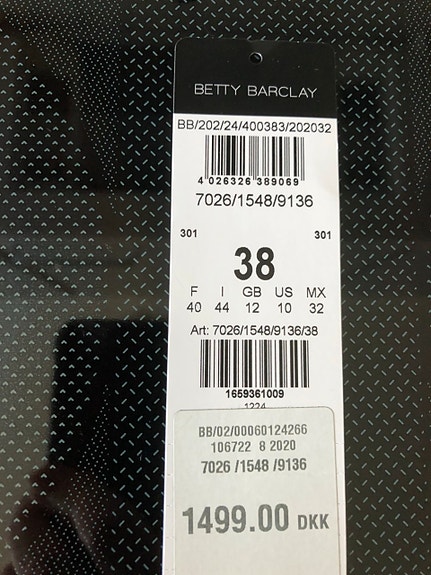 BETTY BARCLAY
BB/202/24/400383/202032
4 026326 389069
7026/1548/9136
301 301
38
F I GB US MX
40 44 12 10 32
Art: 7026/1548/9136/38
1659361009
1224
BB/02/00060124266
106722 8 2020
7026 /1548 /9136
1499.00 DKK